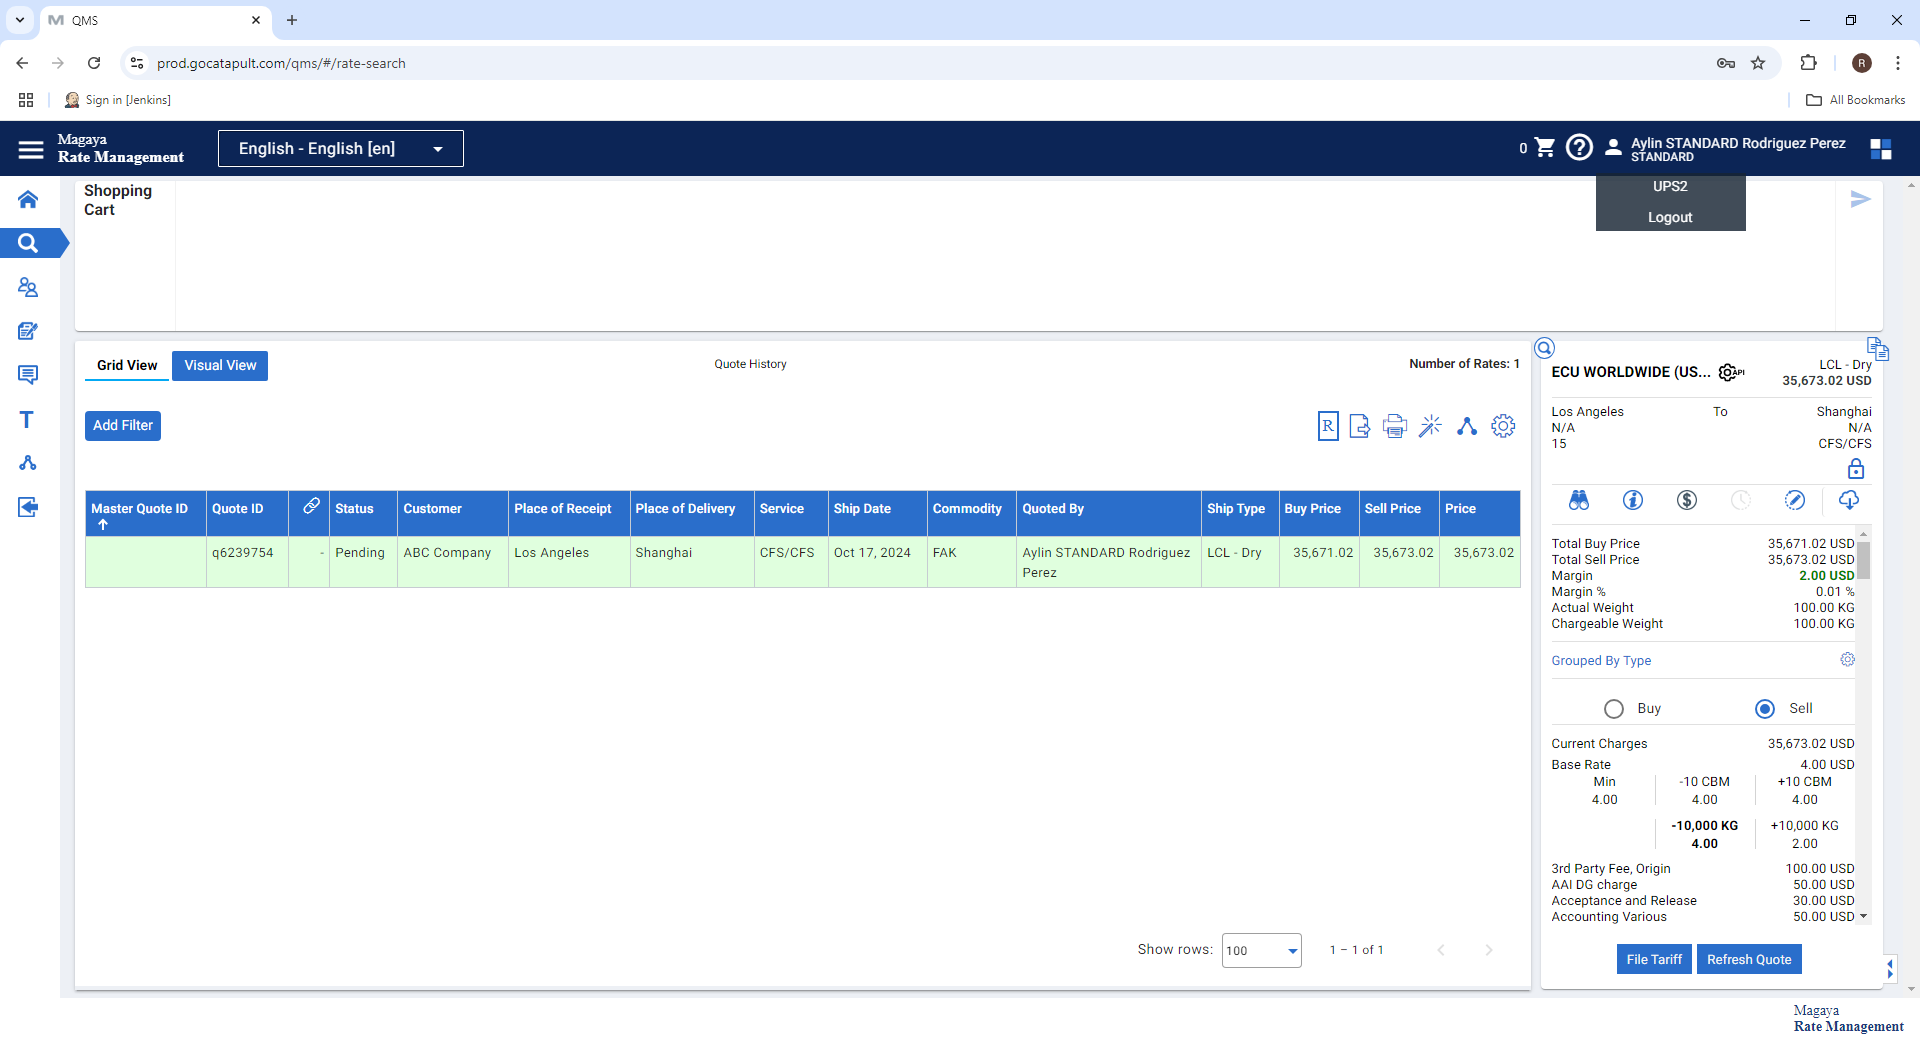 QMS
prod.gocatapult.com/qms/#/rate-search
R
Sign in [Jenkins]
All Bookmarks
Magaya
Rate Management
English - English [en]
0
Aylin STANDARD Rodriguez Perez
STANDARD
UPS2
Logout
Shopping
Cart
Grid View
Visual View
Quote History
Number of Rates: 1
Add Filter
R
Master Quote ID
Quote ID
Status
Customer
Place of Receipt
Place of Delivery
Service
Ship Date
Commodity
Quoted By
Ship Type
Buy Price
Sell Price
Price
q6239754
-
Pending
ABC Company
Los Angeles
Shanghai
CFS/CFS
Oct 17, 2024
FAK
Aylin STANDARD Rodriguez
Perez
LCL - Dry
35,671.02
35,673.02
35,673.02
Show rows:
100
1 – 1 of 1
ECU WORLDWIDE (US...
API
LCL - Dry
35,673.02 USD
Los Angeles
To
Shanghai
N/A
N/A
15
CFS/CFS
Total Buy Price 35,671.02 USD
Total Sell Price 35,673.02 USD
Margin 2.00 USD
Margin % 0.01 %
Actual Weight 100.00 KG
Chargeable Weight 100.00 KG
Grouped By Type
Buy
Sell
Current Charges 35,673.02 USD
Base Rate 4.00 USD
Min -10 CBM +10 CBM
4.00 4.00 4.00
-10,000 KG +10,000 KG
4.00 2.00
3rd Party Fee, Origin 100.00 USD
AAI DG charge 50.00 USD
Acceptance and Release 30.00 USD
Accounting Various 50.00 USD
File Tariff
Refresh Quote
Magaya
Rate Management